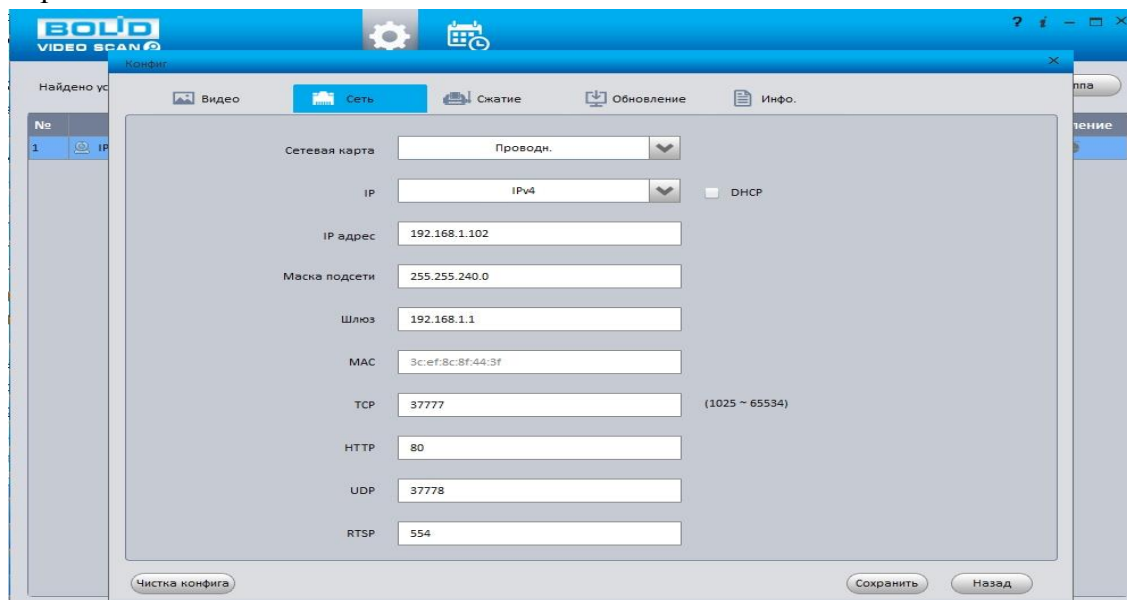 BOLID
VIDEO SCAN
? i
Конфиг
Найдено ус
ппа
Видео Сеть Сжатие Обновление Инфо.
№ ление
1 IP
Сетевая карта Проводн.
IP IPv4 DHCP
IP адрес 192.168.1.102
Маска подсети 255.255.240.0
Шлюз 192.168.1.1
MAC 3c:ef:8c:8f:44:3f
TCP 37777 (1025 ~ 65534)
HTTP 80
UDP 37778
RTSP 554
Чистка конфига Сохранить Назад